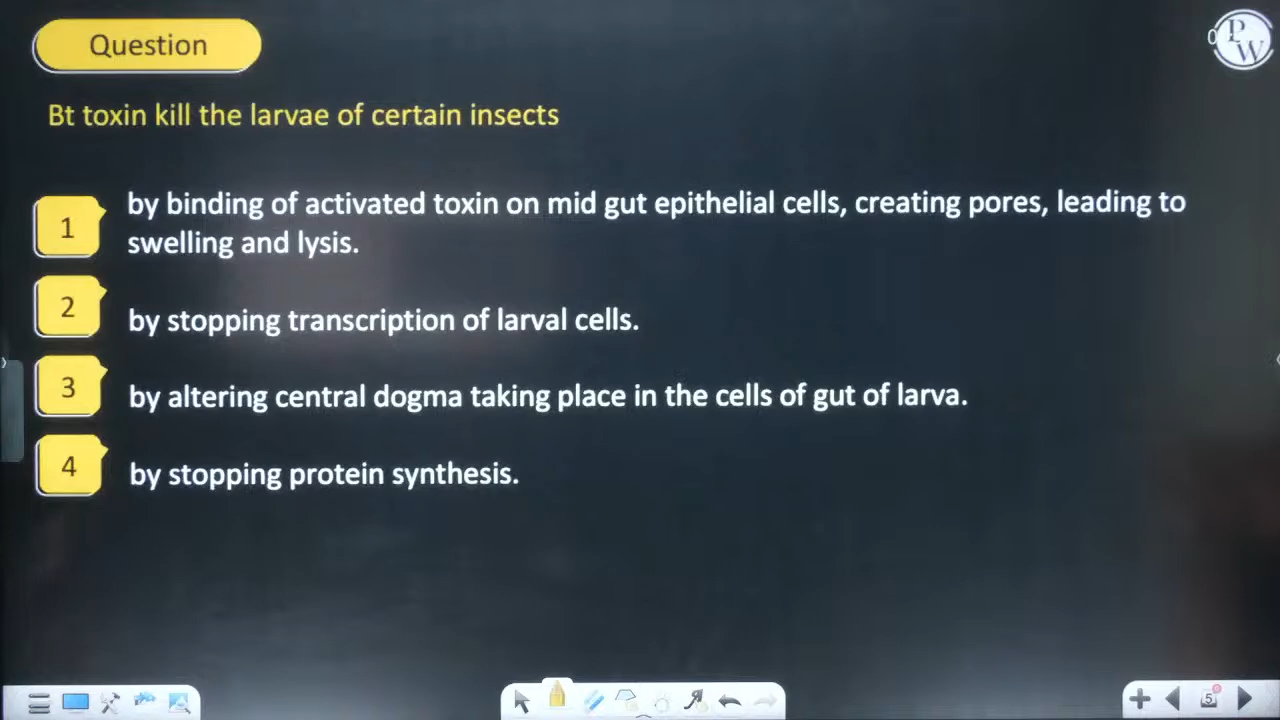 Question
PW
Bt toxin kill the larvae of certain insects
1
by binding of activated toxin on mid gut epithelial cells, creating pores, leading to
swelling and lysis.
2
by stopping transcription of larval cells.
3
by altering central dogma taking place in the cells of gut of larva.
4
by stopping protein synthesis.
5